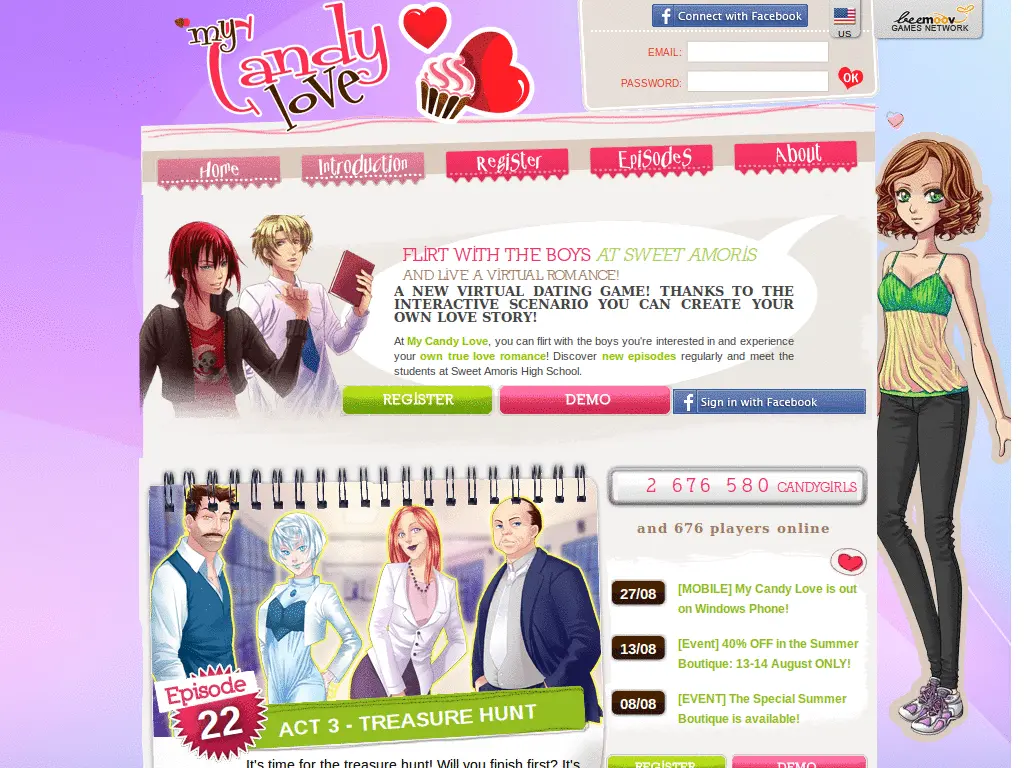 my Candy love
Connect with Facebook
US
beemoov
GAMES NETWORK
EMAIL:
PASSWORD:
OK
Home
Introduction
Register
EpiSodeS
About
FLIRT WITH THE BOYS AT SWEET AMORIS
AND LIVE A VIRTUAL ROMANCE!
A NEW VIRTUAL DATING GAME! THANKS TO THE
INTERACTIVE SCENARIO YOU CAN CREATE YOUR
OWN LOVE STORY!
At My Candy Love, you can flirt with the boys you're interested in and experience
your own true love romance! Discover new episodes regularly and meet the
students at Sweet Amoris High School.
REGISTER
DEMO
Sign in with Facebook
2 676 580 CANDYGIRLS
and 676 players online
27/08
[MOBILE] My Candy Love is out
on Windows Phone!
13/08
[Event] 40% OFF in the Summer
Boutique: 13-14 August ONLY!
08/08
[EVENT] The Special Summer
Boutique is available!
Episode
22
ACT 3 - TREASURE HUNT
It's time for the treasure hunt! Will you finish first? It's
REGISTER
DEMO